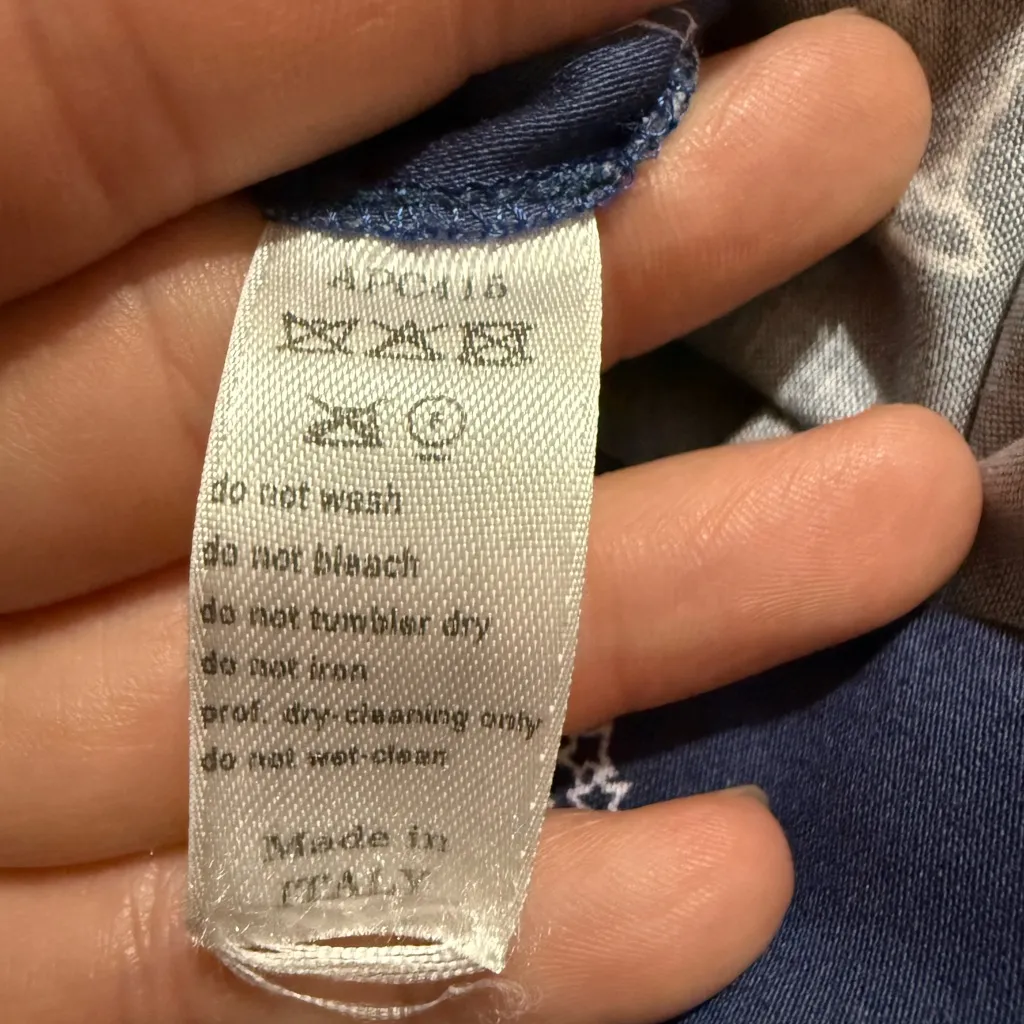 APC416
do not wash
do not bleach
do not tumbler dry
do not iron
prof. dry-cleaning only
do not wet-clean
Made in
ITALY